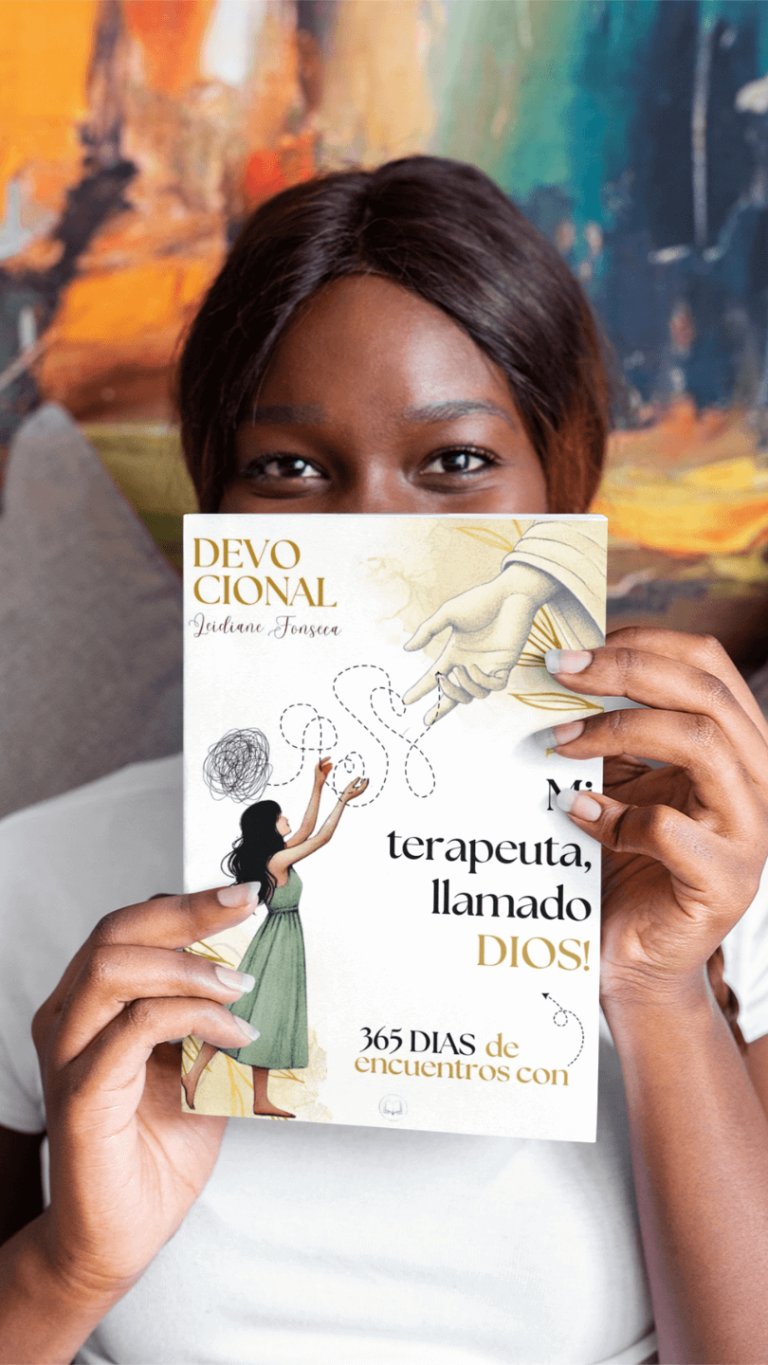 DEVO
CIONAL
Leidiane Fonseca
Mi
terapeuta,
llamado
DIOS!
365 DIAS de
encuentros con